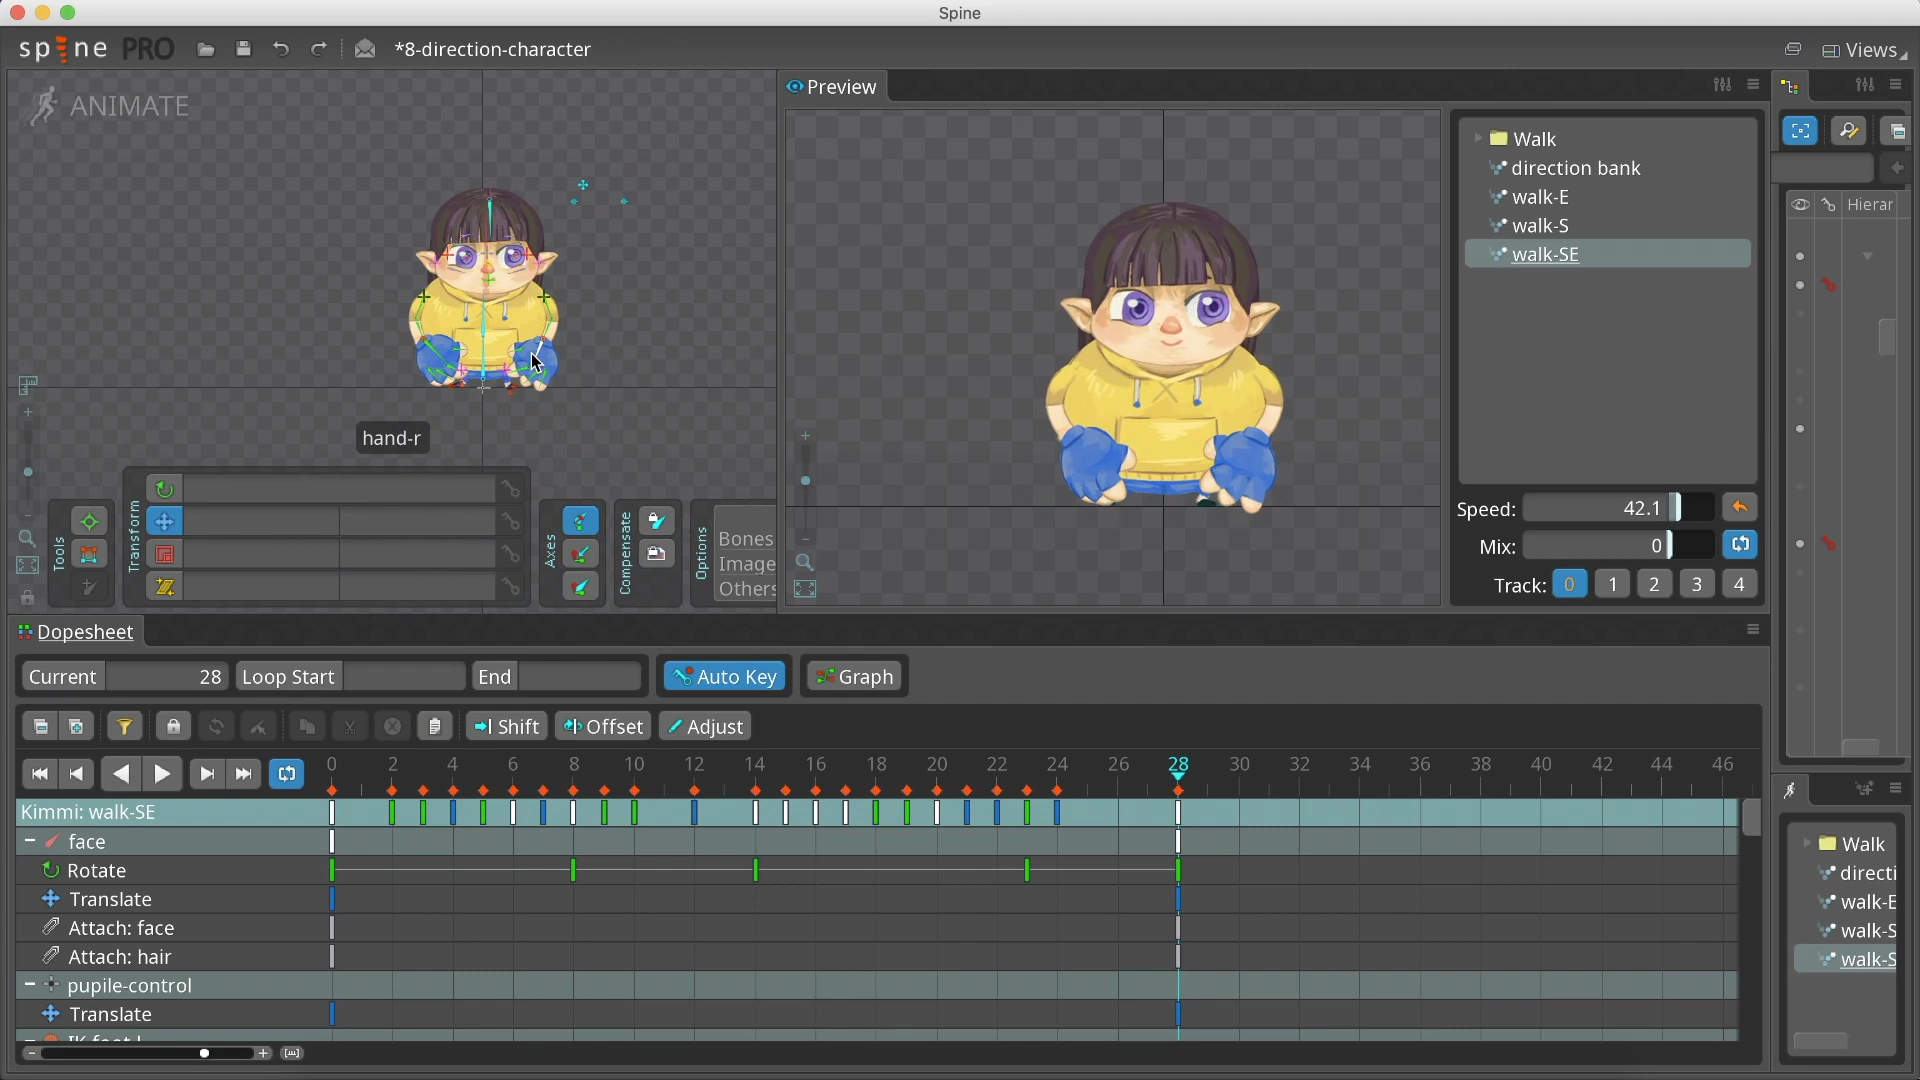 Spine
spine PRO
*8-direction-character
Views
ANIMATE
Preview
Walk
direction bank
walk-E
walk-S
walk-SE
Hierar
hand-r
Tools
Transform
Axes
Compensate
Options
Bones
Image
Others
Speed: 42.1
Mix: 0
Track: 0 1 2 3 4
Dopesheet
Current 28 Loop Start End Auto Key Graph
Shift Offset Adjust
0 2 4 6 8 10 12 14 16 18 20 22 24 26 28 30 32 34 36 38 40 42 44 46
Kimmi: walk-SE
face
Rotate
Translate
Attach: face
Attach: hair
pupile-control
Translate
Walk
directi
walk-E
walk-S
walk-S